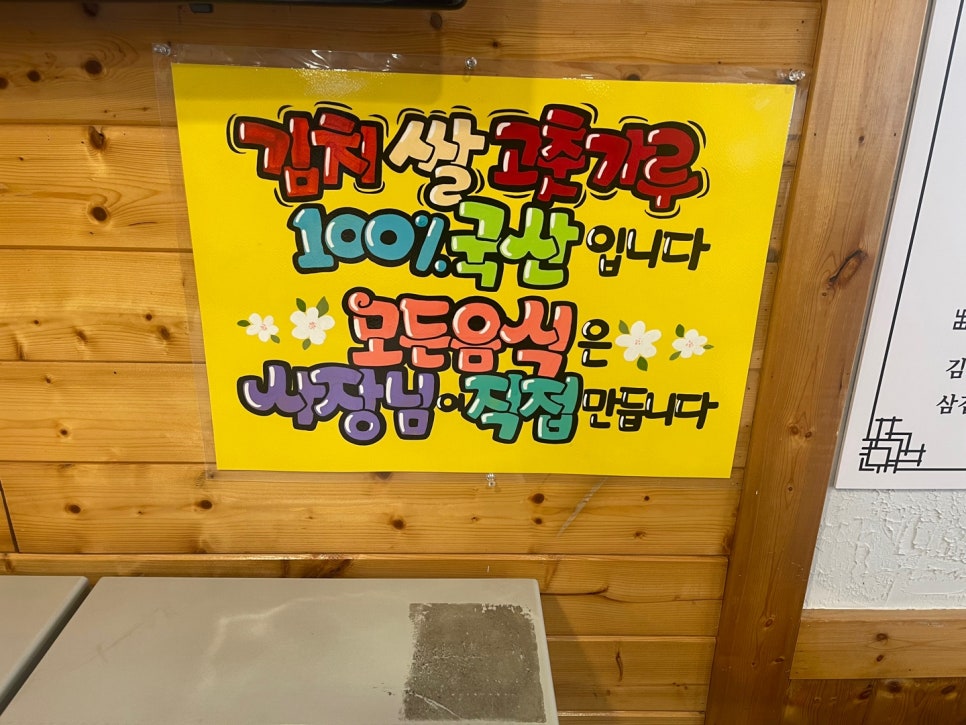 김치 쌀 고춧가루
100% 국산 입니다
모든음식은
사장님이 직접 만듭니다